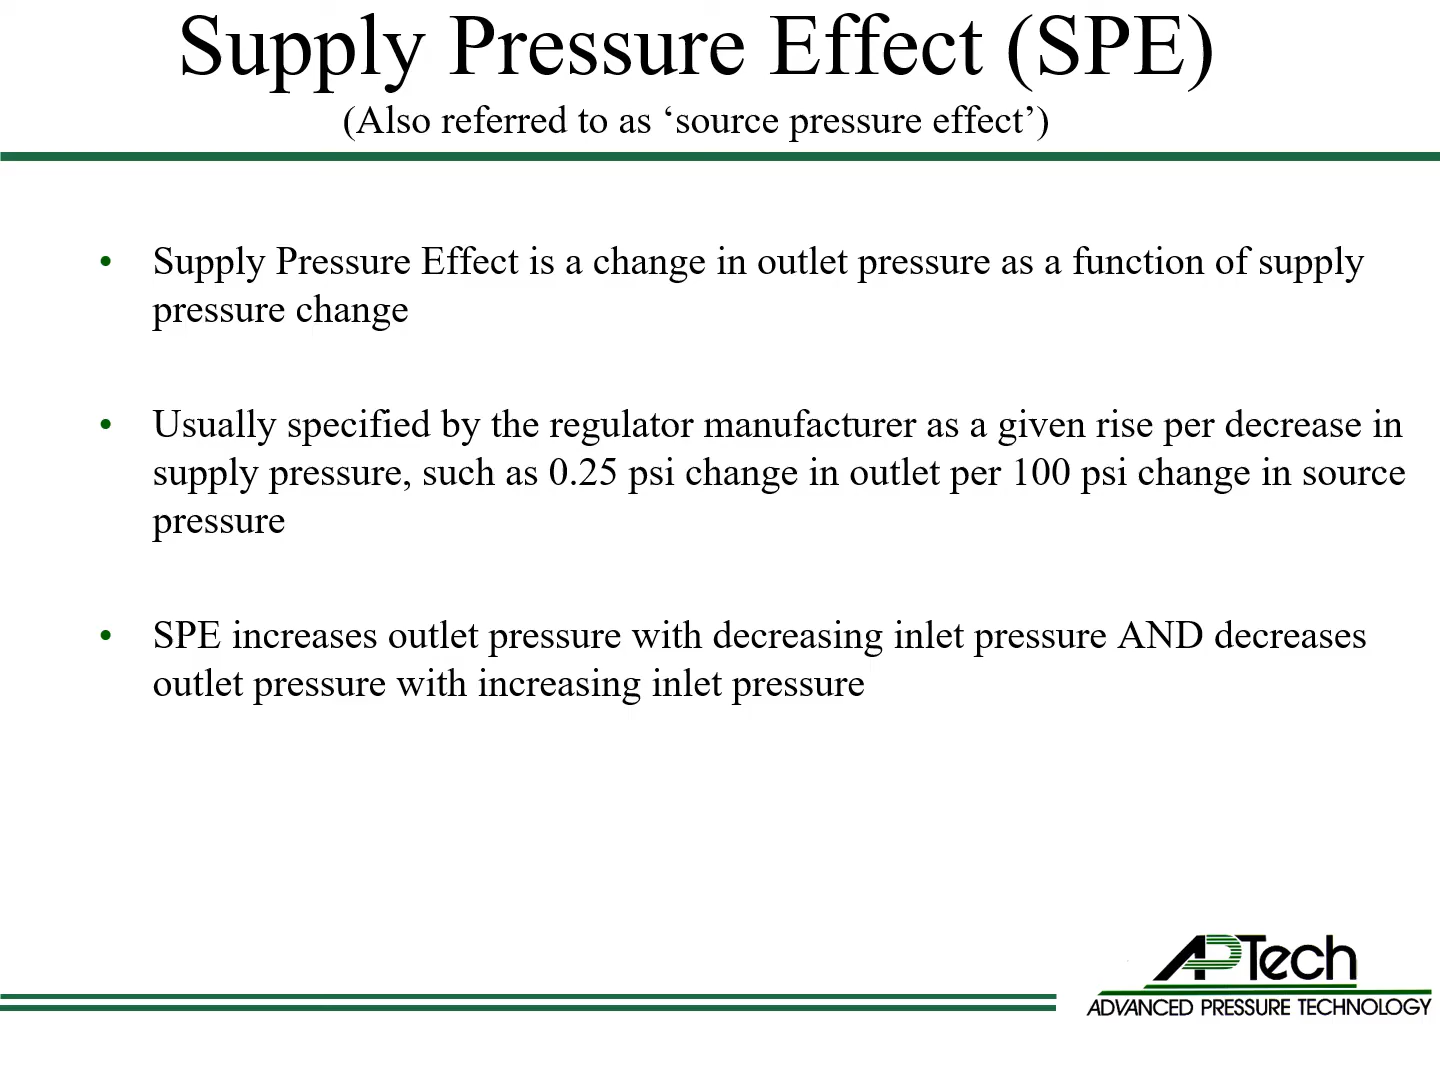 Supply Pressure Effect (SPE)
(Also referred to as ‘source pressure effect’)
• Supply Pressure Effect is a change in outlet pressure as a function of supply
pressure change
• Usually specified by the regulator manufacturer as a given rise per decrease in
supply pressure, such as 0.25 psi change in outlet per 100 psi change in source
pressure
• SPE increases outlet pressure with decreasing inlet pressure AND decreases
outlet pressure with increasing inlet pressure
APTech
ADVANCED PRESSURE TECHNOLOGY